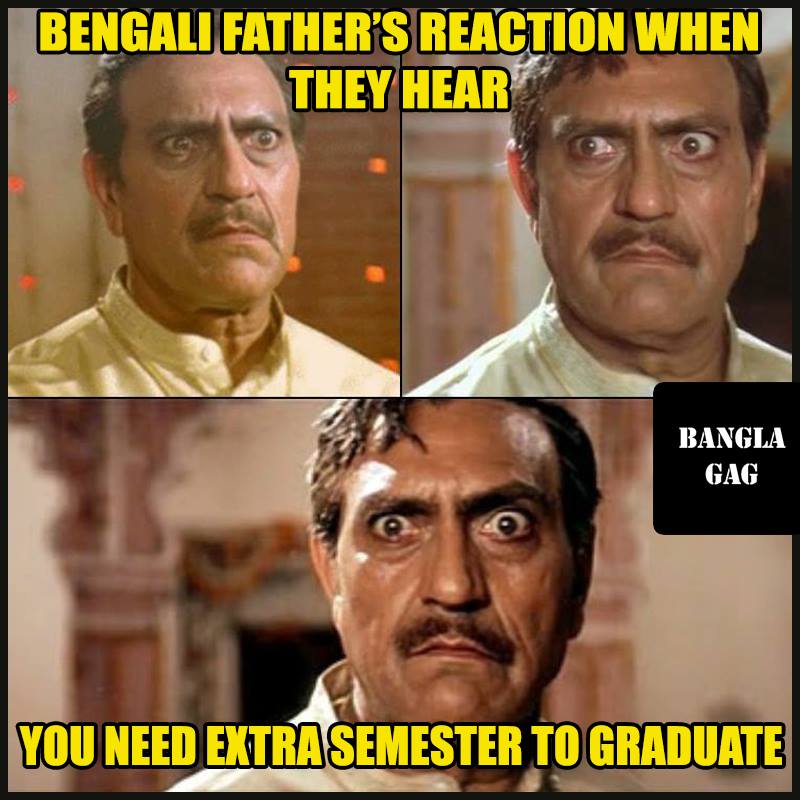 BENGALI FATHER'S REACTION WHEN
THEY HEAR
BANGLA
GAG
YOU NEED EXTRA SEMESTER TO GRADUATE